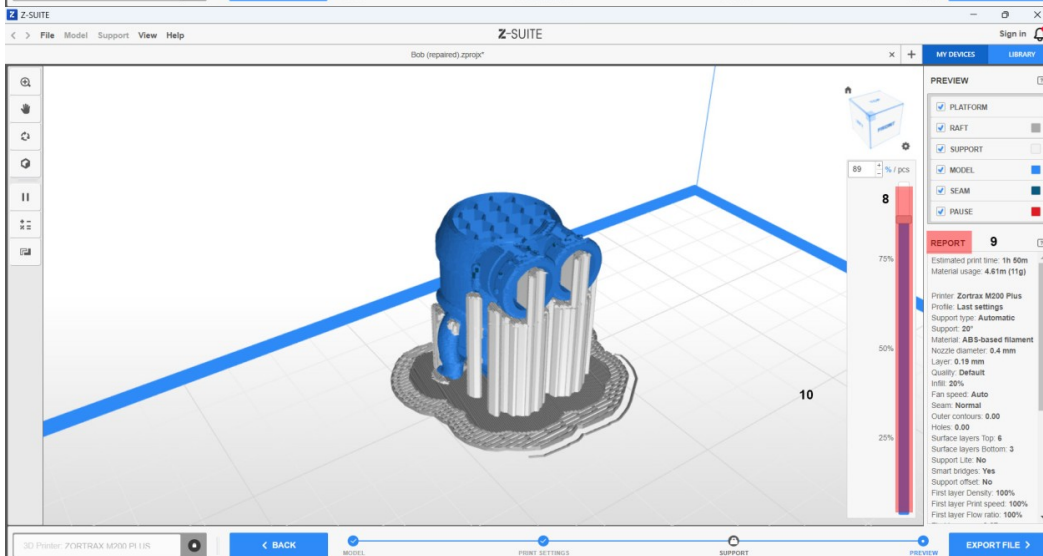 Z-SUITE
File Model Support View Help
Z-SUITE
Sign in
Bob (repaired).zprojx*
MY DEVICES
LIBRARY
PREVIEW
PLATFORM
RAFT
SUPPORT
MODEL
SEAM
PAUSE
89 % / pcs
8
75%
50%
25%
10
REPORT 9
Estimated print time: 1h 50m
Material usage: 4.61m (11g)
Printer: Zortrax M200 Plus
Profile: Last settings
Support type: Automatic
Support: 20°
Material: ABS-based filament
Nozzle diameter: 0.4 mm
Layer: 0.19 mm
Quality: Default
Infill: 20%
Fan speed: Auto
Seam: Normal
Outer contours: 0.00
Holes: 0.00
Surface layers Top: 6
Surface layers Bottom: 3
Support Lite: No
Smart bridges: Yes
Support offset: No
First layer Density: 100%
First layer Print speed: 100%
First layer Flow ratio: 100%
3D Printer: ZORTRAX M200 PLUS
< BACK
MODEL
PRINT SETTINGS
SUPPORT
PREVIEW
EXPORT FILE >